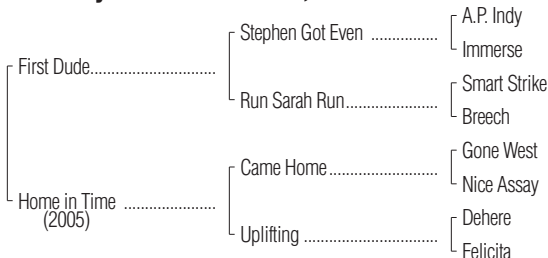 A.P. Indy
Stephen Got Even ................
Immerse
First Dude..............................
Smart Strike
Run Sarah Run......................
Breech
Gone West
Came Home..........................
Nice Assay
Home in Time ......................
(2005)
Dehere
Uplifting ................................
Felicita